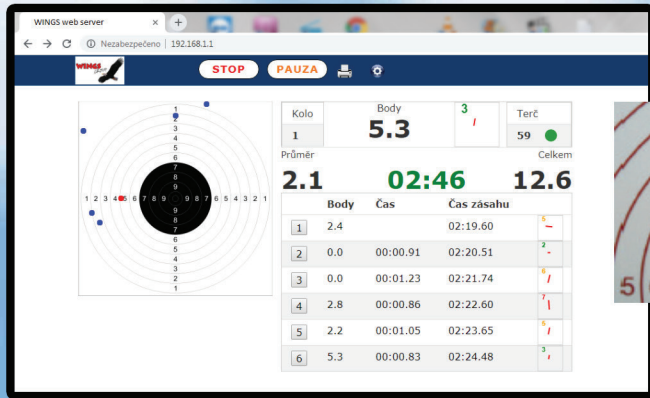 WINGS web server × +
Nezabezpečeno | 192.168.1.1
WINGS
STOP PAUZA
Kolo Body 3 Terč
1 5.3 59
Průměr Celkem
2.1 02:46 12.6
Body Čas Čas zásahu
1 2.4 02:19.60 5
2 0.0 00:00.91 02:20.51 2
3 0.0 00:01.23 02:21.74 6
4 2.8 00:00.86 02:22.60 7
5 2.2 00:01.05 02:23.65 5
6 5.3 00:00.83 02:24.48 3
1
2
3
4
5
6
7
8
9
1 2 3 4 5 6 7 8 9 9 8 7 6 5 4 3 2 1
9
8
7
6
5
4
3
2
1
5